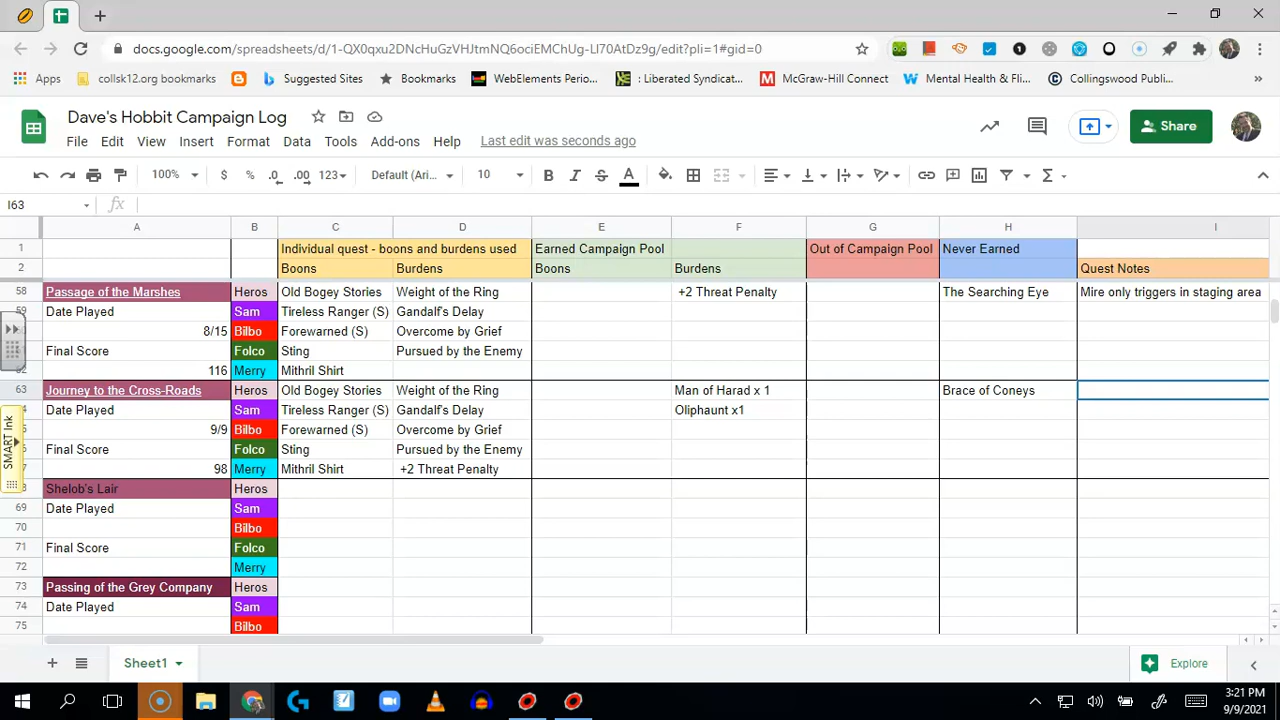 docs.google.com/spreadsheets/d/1-QX0qxu2DNcHuGzVHJtmNQ6ociEMChUg-LI70AtDz9g/edit?pli=1#gid=0
Apps collsk12.org bookmarks Suggested Sites Bookmarks WebElements Perio... : Liberated Syndicat... McGraw-Hill Connect Mental Health & Fli... Collingswood Publ... »
Dave's Hobbit Campaign Log
File Edit View Insert Format Data Tools Add-ons Help Last edit was seconds ago
Share
100% $ % .0 .00 123 Default (Ari... 10 B I S A Σ
I63 fx
A B C D E F G H I
1 Individual quest - boons and burdens used Earned Campaign Pool Out of Campaign Pool Never Earned
2 Boons Burdens Boons Burdens Quest Notes
58 Passage of the Marshes Heros Old Bogey Stories Weight of the Ring +2 Threat Penalty The Searching Eye Mire only triggers in staging area
59 Date Played Sam Tireless Ranger (S) Gandalf's Delay
8/15 Bilbo Forewarned (S) Overcome by Grief
Final Score Folco Sting Pursued by the Enemy
116 Merry Mithril Shirt
63 Journey to the Cross-Roads Heros Old Bogey Stories Weight of the Ring Man of Harad x 1 Brace of Coneys
Date Played Sam Tireless Ranger (S) Gandalf's Delay Oliphaunt x1
9/9 Bilbo Forewarned (S) Overcome by Grief
Final Score Folco Sting Pursued by the Enemy
98 Merry Mithril Shirt +2 Threat Penalty
Shelob's Lair Heros
69 Date Played Sam
70 Bilbo
71 Final Score Folco
72 Merry
73 Passing of the Grey Company Heros
74 Date Played Sam
75 Bilbo
SMART Ink
Sheet1 Explore
3:21 PM
9/9/2021